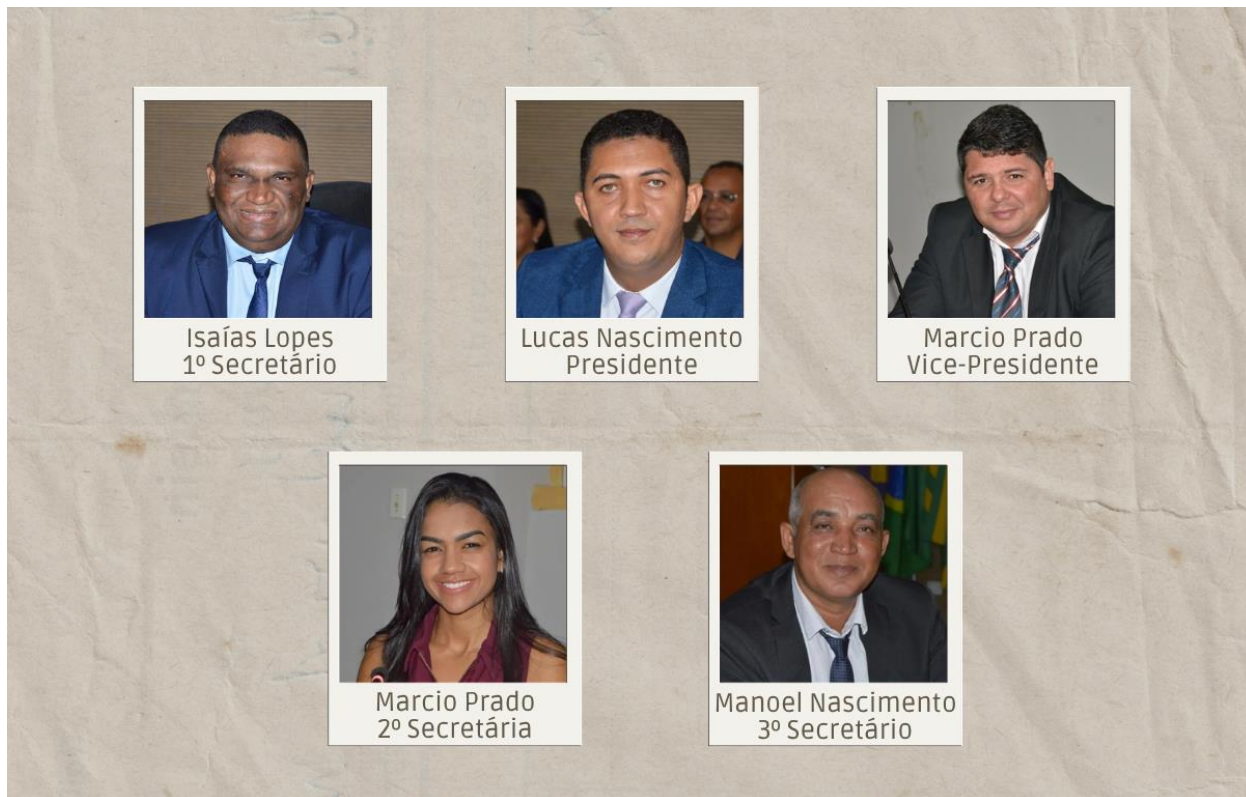 Isaías Lopes
1º Secretário
Lucas Nascimento
Presidente
Marcio Prado
Vice-Presidente
Marcio Prado
2º Secretária
Manoel Nascimento
3º Secretário